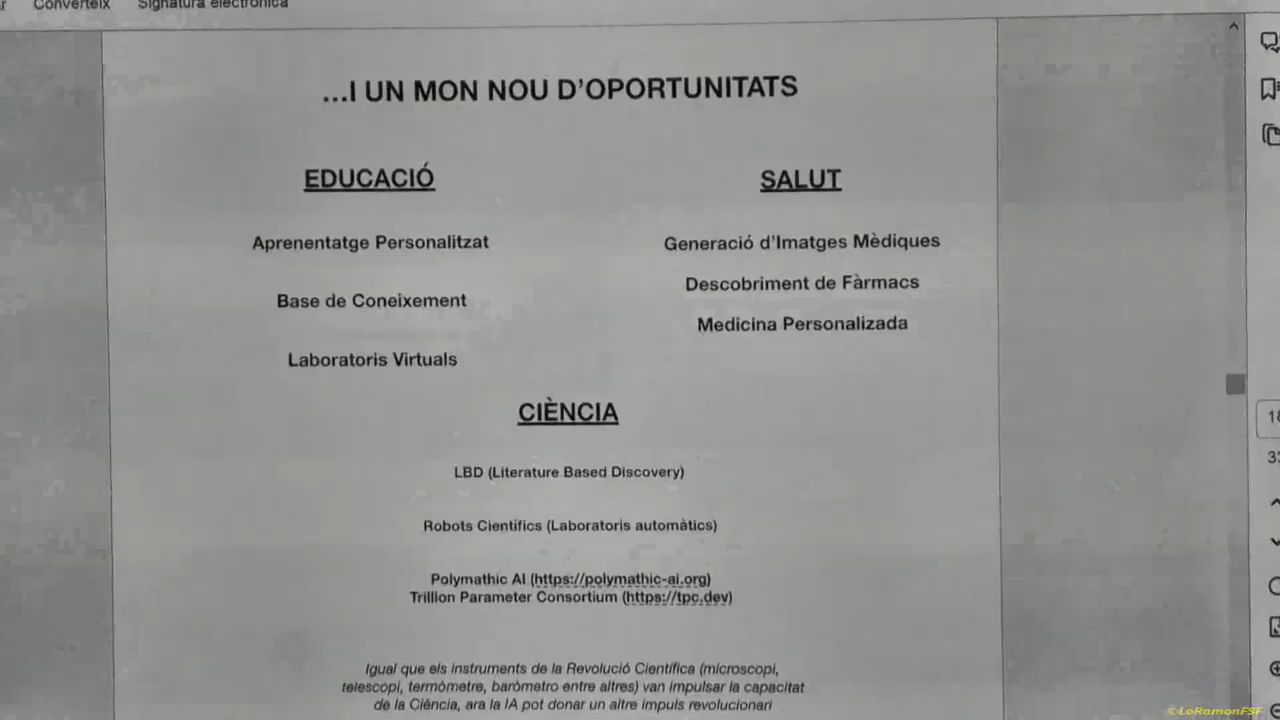 Converteix Signatura electrònica
...I UN MON NOU D'OPORTUNITATS
EDUCACIÓ
Aprenentatge Personalitzat
Base de Coneixement
Laboratoris Virtuals
SALUT
Generació d'Imatges Mèdiques
Descobriment de Fàrmacs
Medicina Personalizada
CIÈNCIA
LBD (Literature Based Discovery)
Robots Científics (Laboratoris automàtics)
Polymathic AI (https://polymathic-ai.org)
Trillion Parameter Consortium (https://tpc.dev)
Igual que els instruments de la Revolució Científica (microscopi,
telescopi, termòmetre, baròmetro entre altres) van impulsar la capacitat
de la Ciència, ara la IA pot donar un altre impuls revolucionari
©LoRamonFSF